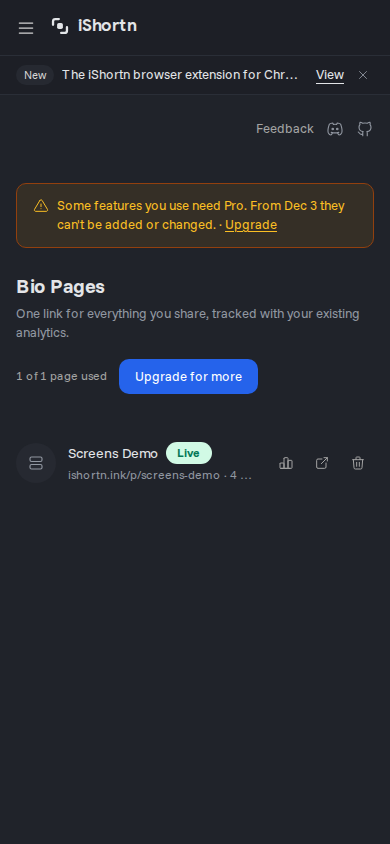 iShortn
New The iShortn browser extension for Chr... View
Feedback
Some features you use need Pro. From Dec 3 they
can't be added or changed. · Upgrade
Bio Pages
One link for everything you share, tracked with your existing
analytics.
1 of 1 page used Upgrade for more
Screens Demo Live
ishortn.ink/p/screens-demo · 4 ...